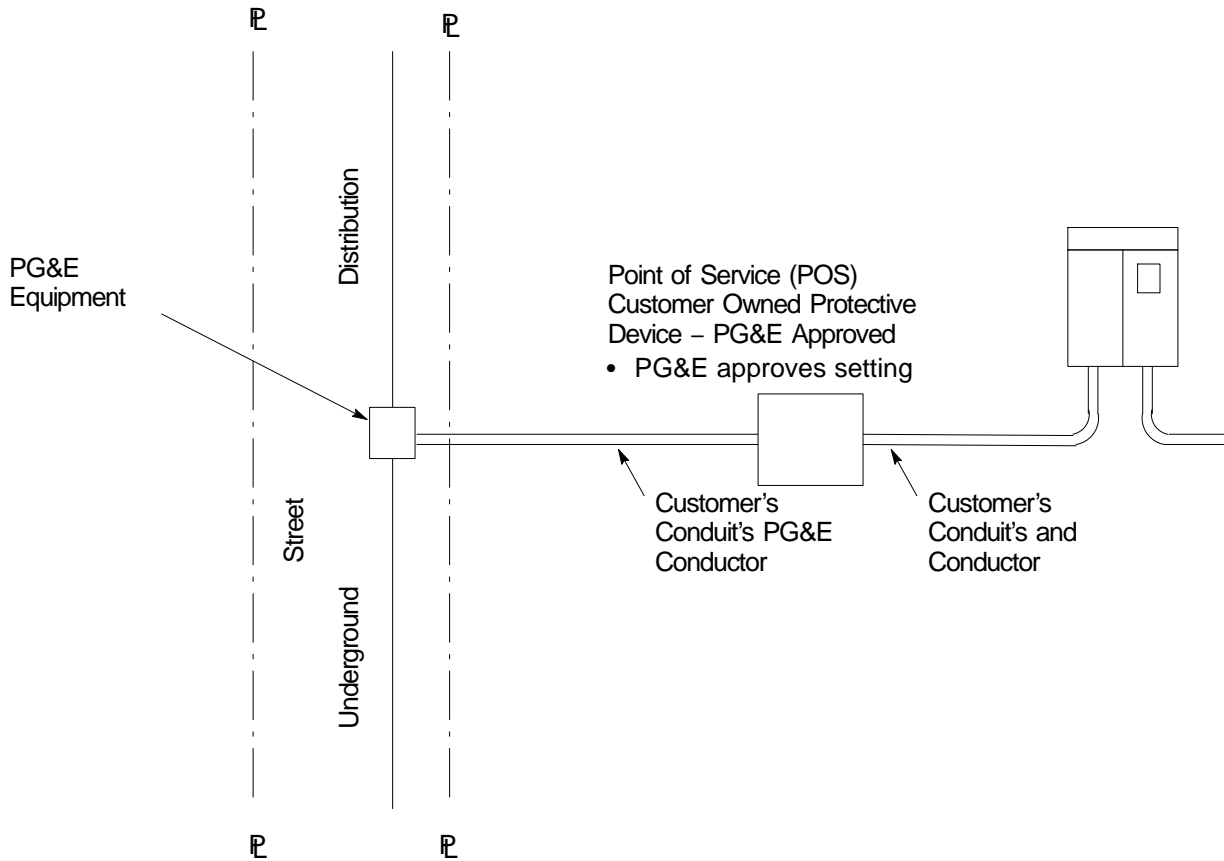 PL
PL
Distribution
PG&E
Equipment
Point of Service (POS)
Customer Owned Protective
Device – PG&E Approved
• PG&E approves setting
Street
Customer's
Conduit's PG&E
Conductor
Customer's
Conduit's and
Conductor
Underground
PL
PL